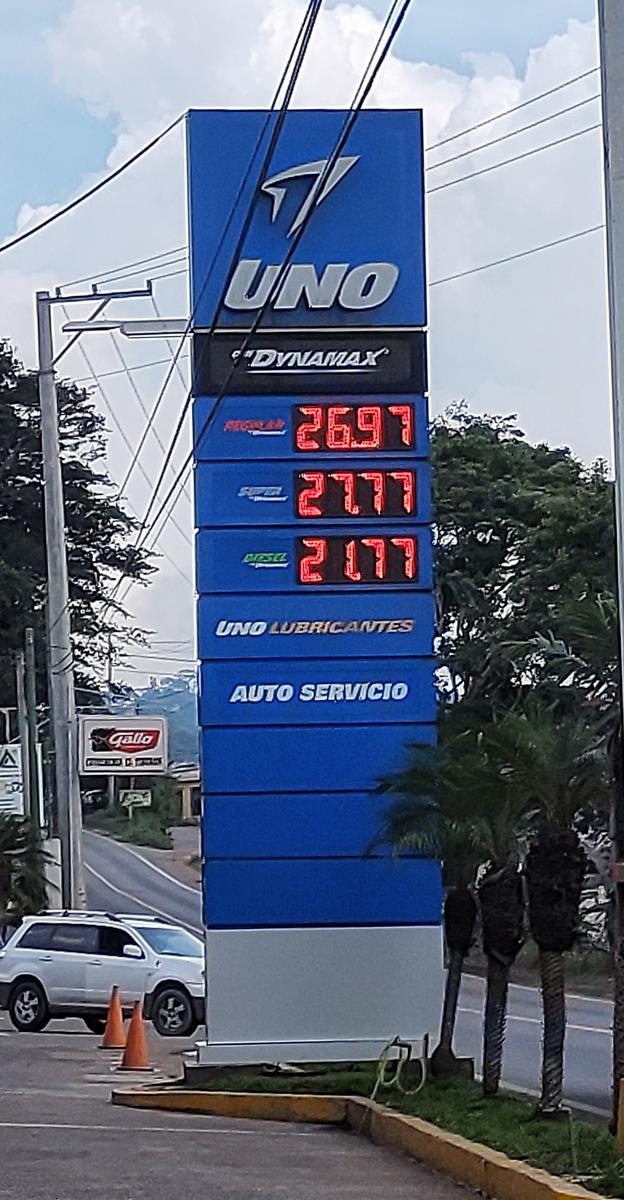 UNO
DYNAMAX
REGULAR 26.97
SUPER 27.77
DIESEL 21.77
UNO LUBRICANTES
AUTO SERVICIO
Gallo